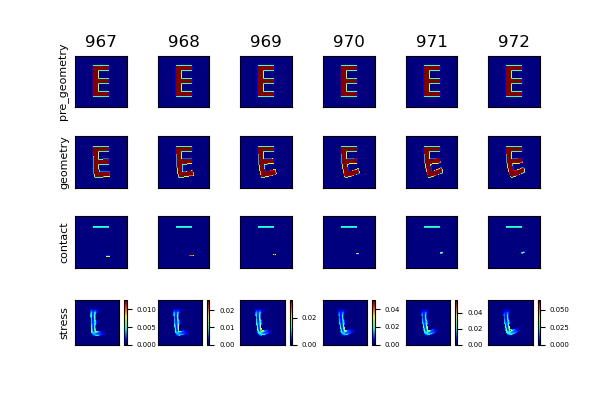 967 968 969 970 971 972
pre_geometry
E E E E E E
geometry
E E E E E E
contact
stress
0.010 0.02 0.02 0.04 0.04 0.050
0.005 0.01 0.02 0.02 0.025
0.000 0.00 0.00 0.00 0.00 0.000